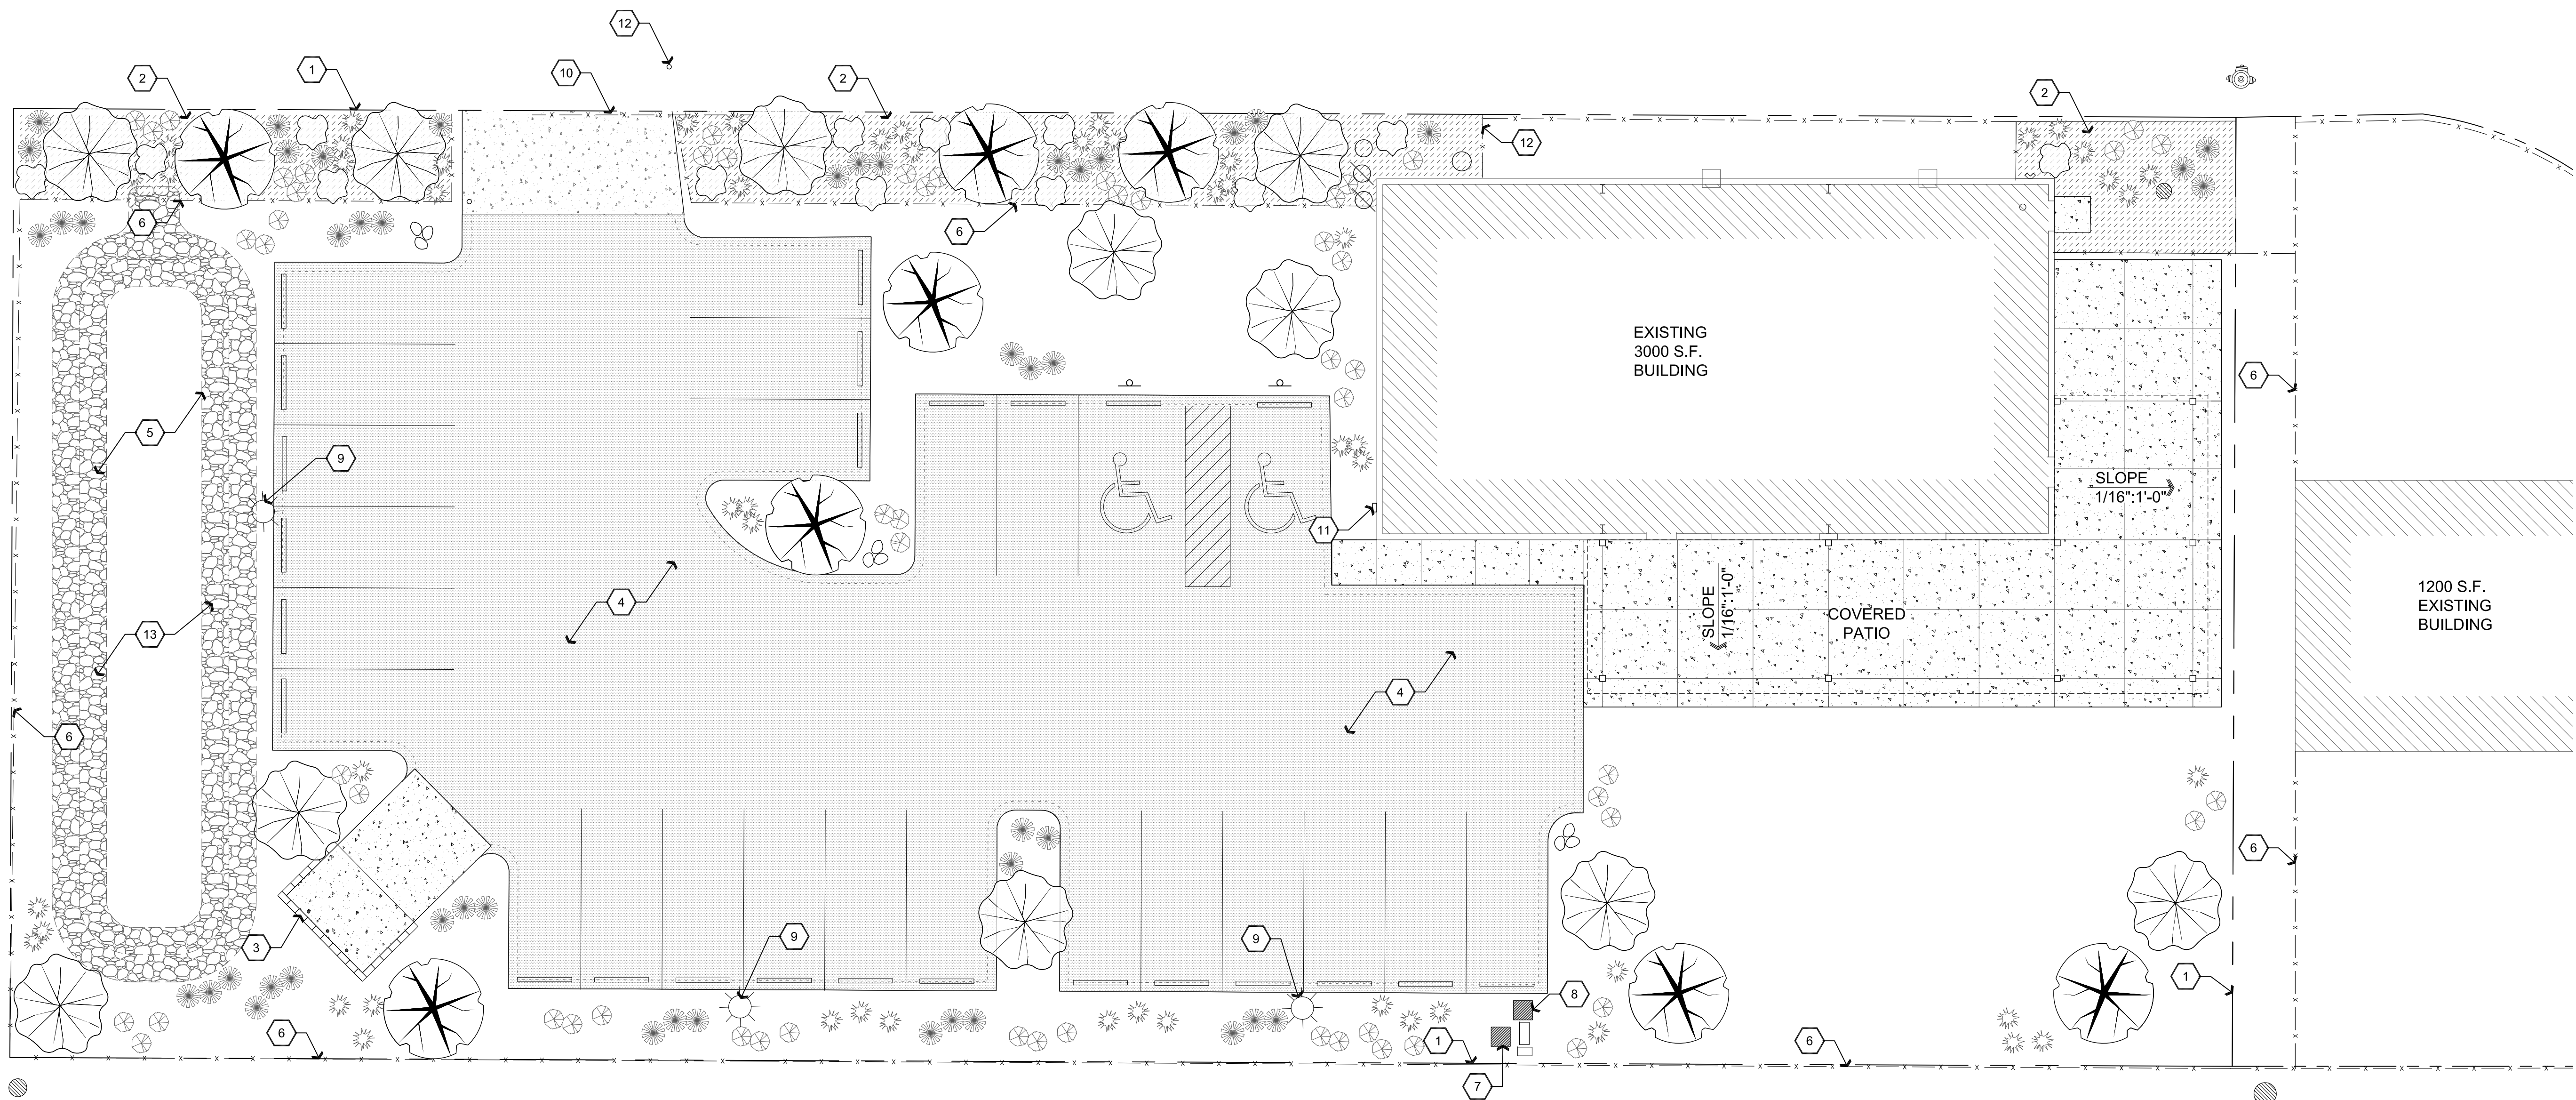 12
2
1
10
2
2
12
6
6
EXISTING
3000 S.F.
BUILDING
6
5
9
SLOPE
1/16":1'-0"
11
4
SLOPE
1/16":1'-0"
COVERED
PATIO
1200 S.F.
EXISTING
BUILDING
13
4
6
6
3
9
9
1
8
6
1
6
7